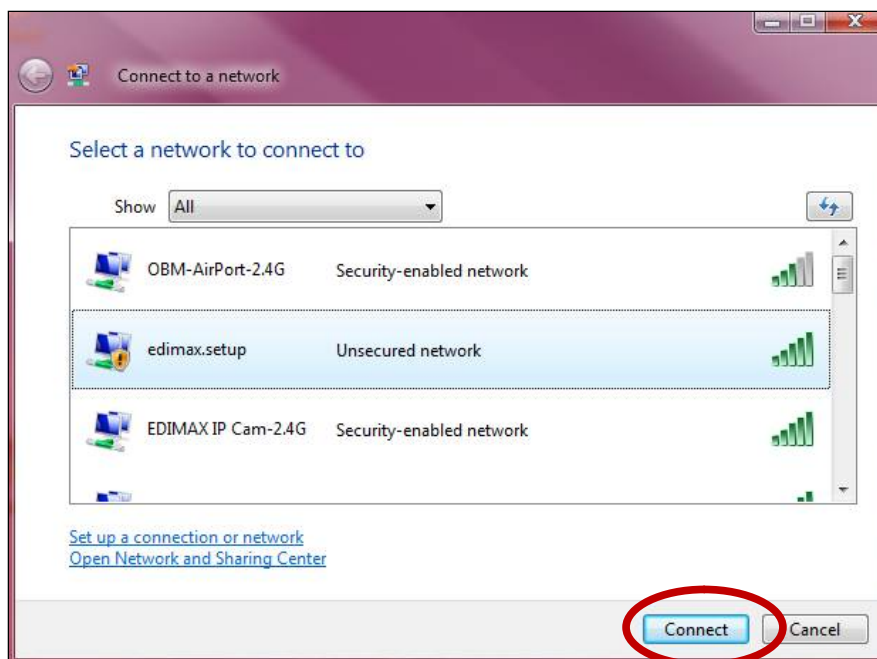 Connect to a network
Select a network to connect to
Show All
OBM-AirPort-2.4G Security-enabled network
edimax.setup Unsecured network
EDIMAX IP Cam-2.4G Security-enabled network
Set up a connection or network
Open Network and Sharing Center
Connect Cancel